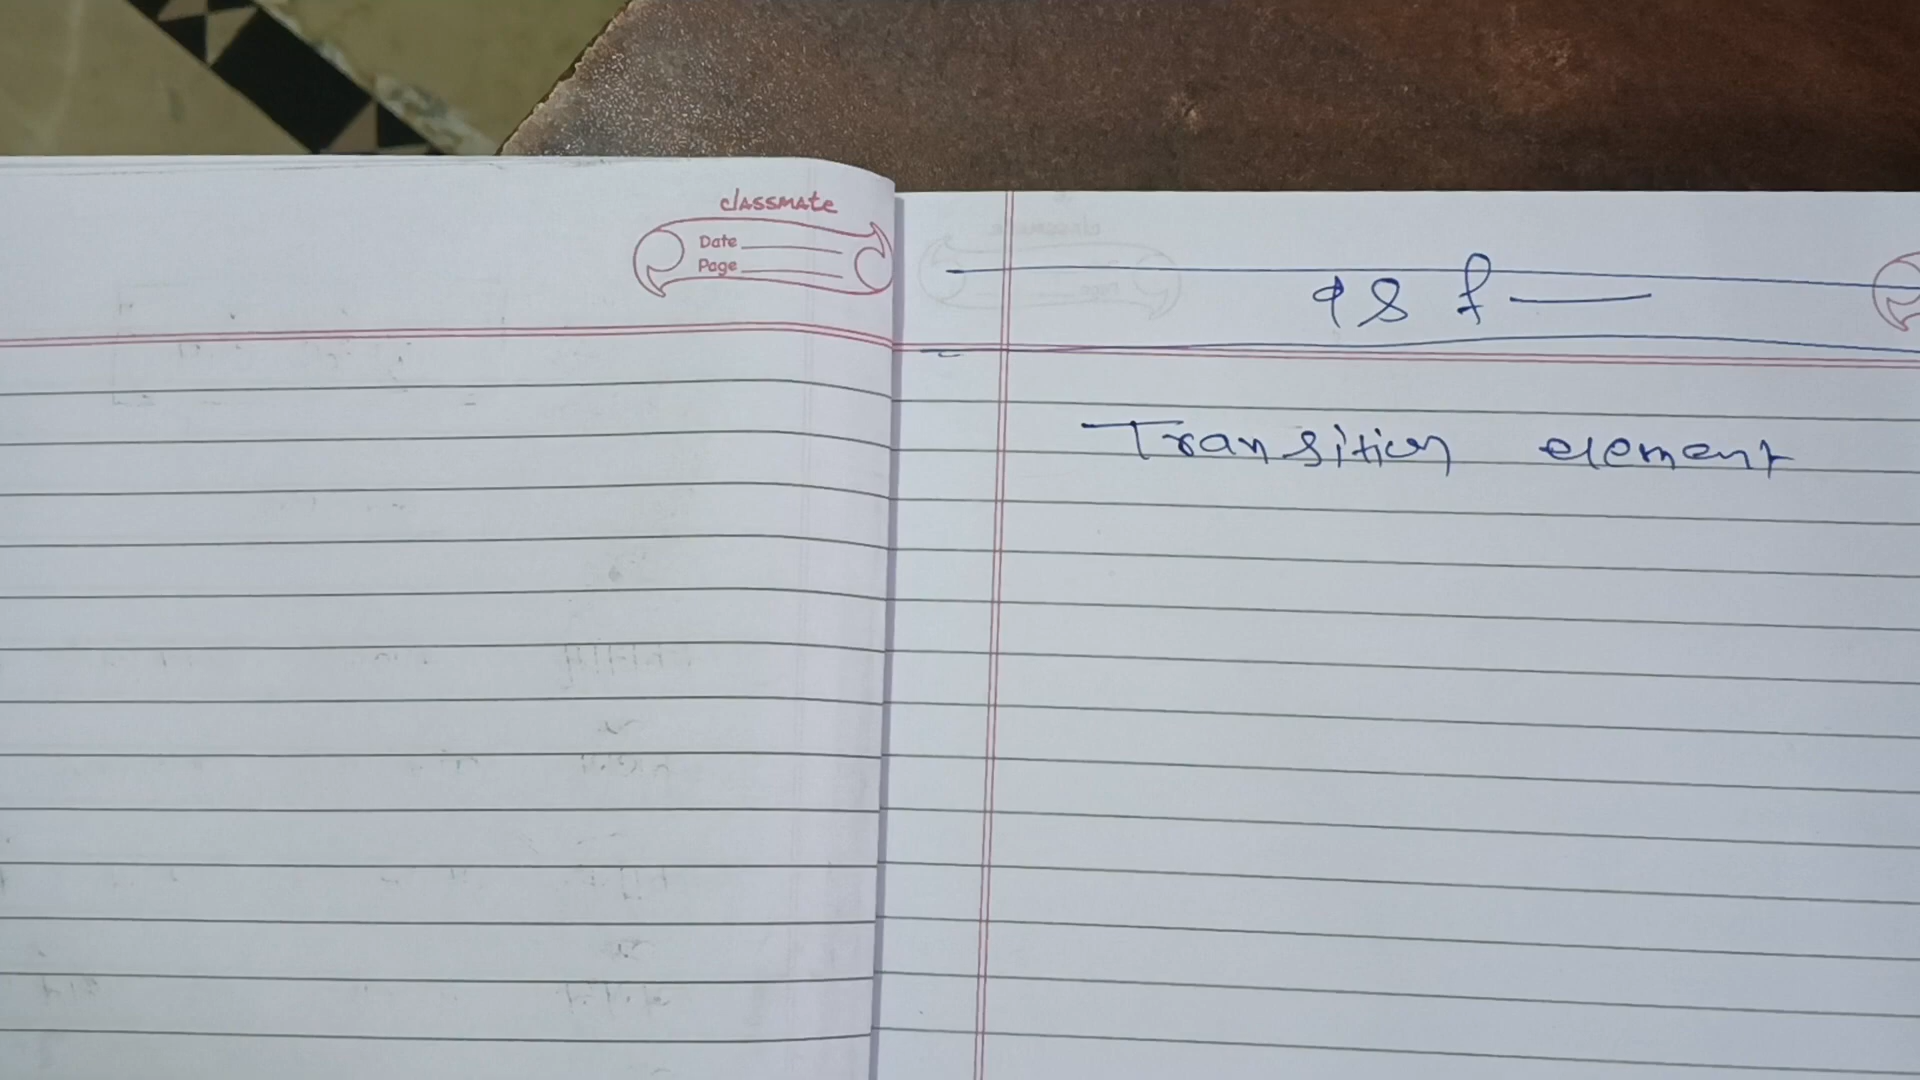 classmate
Date
Page
Transition element